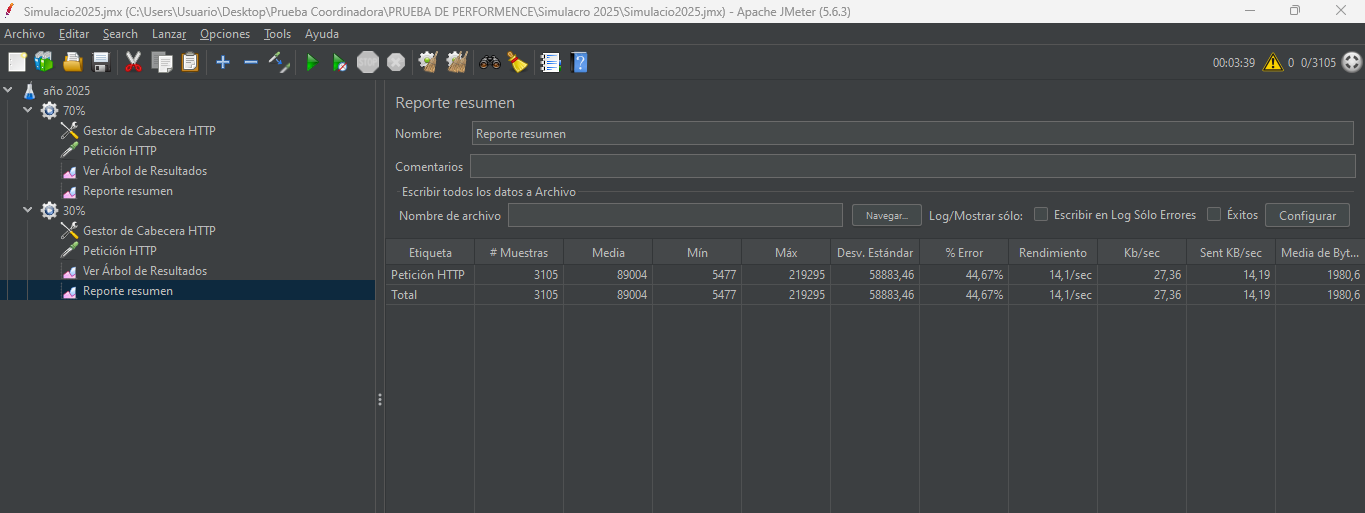 Simulacio2025.jmx (C:\Users\Usuario\Desktop\Prueba Coordinadora\PRUEBA DE PERFORMENCE\Simulacro 2025\Simulacio2025.jmx) - Apache JMeter (5.6.3)
Archivo Editar Search Lanzar Opciones Tools Ayuda
STOP 00:03:39 0 0/3105
año 2025
70%
Gestor de Cabecera HTTP
Petición HTTP
Ver Árbol de Resultados
Reporte resumen
30%
Gestor de Cabecera HTTP
Petición HTTP
Ver Árbol de Resultados
Reporte resumen
Reporte resumen
Nombre: Reporte resumen
Comentarios
Escribir todos los datos a Archivo
Nombre de archivo Navegar... Log/Mostrar sólo: Escribir en Log Sólo Errores Éxitos Configurar
Etiqueta # Muestras Media Mín Máx Desv. Estándar % Error Rendimiento Kb/sec Sent KB/sec Media de Byt...
Petición HTTP 3105 89004 5477 219295 58883,46 44,67% 14,1/sec 27,36 14,19 1980,6
Total 3105 89004 5477 219295 58883,46 44,67% 14,1/sec 27,36 14,19 1980,6